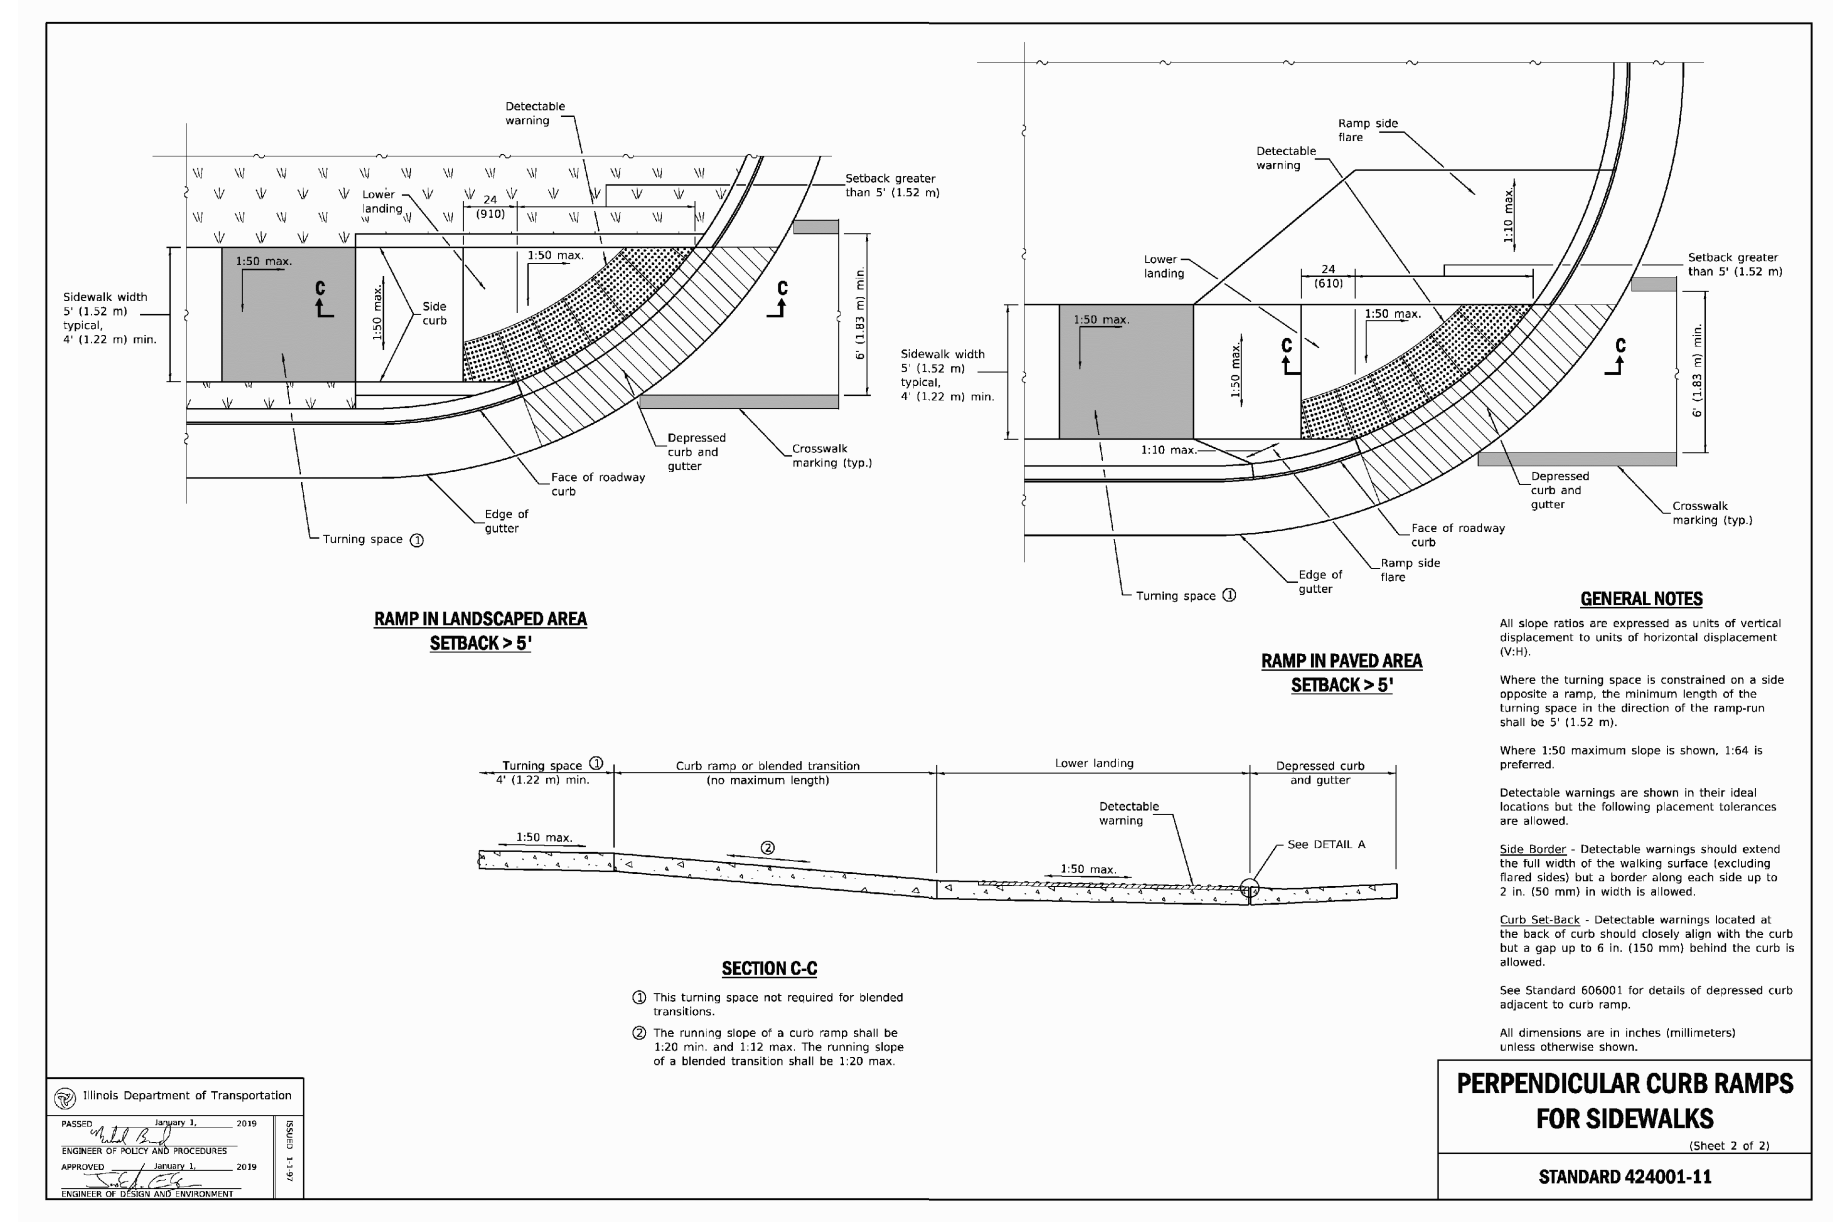 Detectable
warning
Lower
landing
24
(910)
Setback greater
than 5' (1.52 m)
1:50 max.
1:50 max.
1:50 max.
C
C
Side
curb
Sidewalk width
5' (1.52 m)
typical,
4' (1.22 m) min.
6' (1.83 m) min.
Depressed
curb and
gutter
Crosswalk
marking (typ.)
Face of roadway
curb
Edge of
gutter
Turning space 1
RAMP IN LANDSCAPED AREA
SETBACK > 5'
Ramp side
flare
Detectable
warning
1:10 max.
Lower
landing
24
(610)
Setback greater
than 5' (1.52 m)
1:50 max.
1:50 max.
1:50 max.
C
C
Sidewalk width
5' (1.52 m)
typical,
4' (1.22 m) min.
6' (1.83 m) min.
1:10 max.
Depressed
curb and
gutter
Crosswalk
marking (typ.)
Face of roadway
curb
Ramp side
flare
Edge of
gutter
Turning space 1
RAMP IN PAVED AREA
SETBACK > 5'
Turning space 1
4' (1.22 m) min.
Curb ramp or blended transition
(no maximum length)
Lower landing
Depressed curb
and gutter
Detectable
warning
See DETAIL A
1:50 max.
2
1:50 max.
SECTION C-C
1 This turning space not required for blended
transitions.
2 The running slope of a curb ramp shall be
1:20 min. and 1:12 max. The running slope
of a blended transition shall be 1:20 max.
GENERAL NOTES
All slope ratios are expressed as units of vertical
displacement to units of horizontal displacement
(V:H).
Where the turning space is constrained on a side
opposite a ramp, the minimum length of the
turning space in the direction of the ramp-run
shall be 5' (1.52 m).
Where 1:50 maximum slope is shown, 1:64 is
preferred.
Detectable warnings are shown in their ideal
locations but the following placement tolerances
are allowed.
Side Border - Detectable warnings should extend
the full width of the walking surface (excluding
flared sides) but a border along each side up to
2 in. (50 mm) in width is allowed.
Curb Set-Back - Detectable warnings located at
the back of curb should closely align with the curb
but a gap up to 6 in. (150 mm) behind the curb is
allowed.
See Standard 606001 for details of depressed curb
adjacent to curb ramp.
All dimensions are in inches (millimeters)
unless otherwise shown.
Illinois Department of Transportation
PASSED January 1, 2019
ENGINEER OF POLICY AND PROCEDURES
APPROVED January 1, 2019
ENGINEER OF DESIGN AND ENVIRONMENT
ISSUED 1-1-97
PERPENDICULAR CURB RAMPS
FOR SIDEWALKS
(Sheet 2 of 2)
STANDARD 424001-11